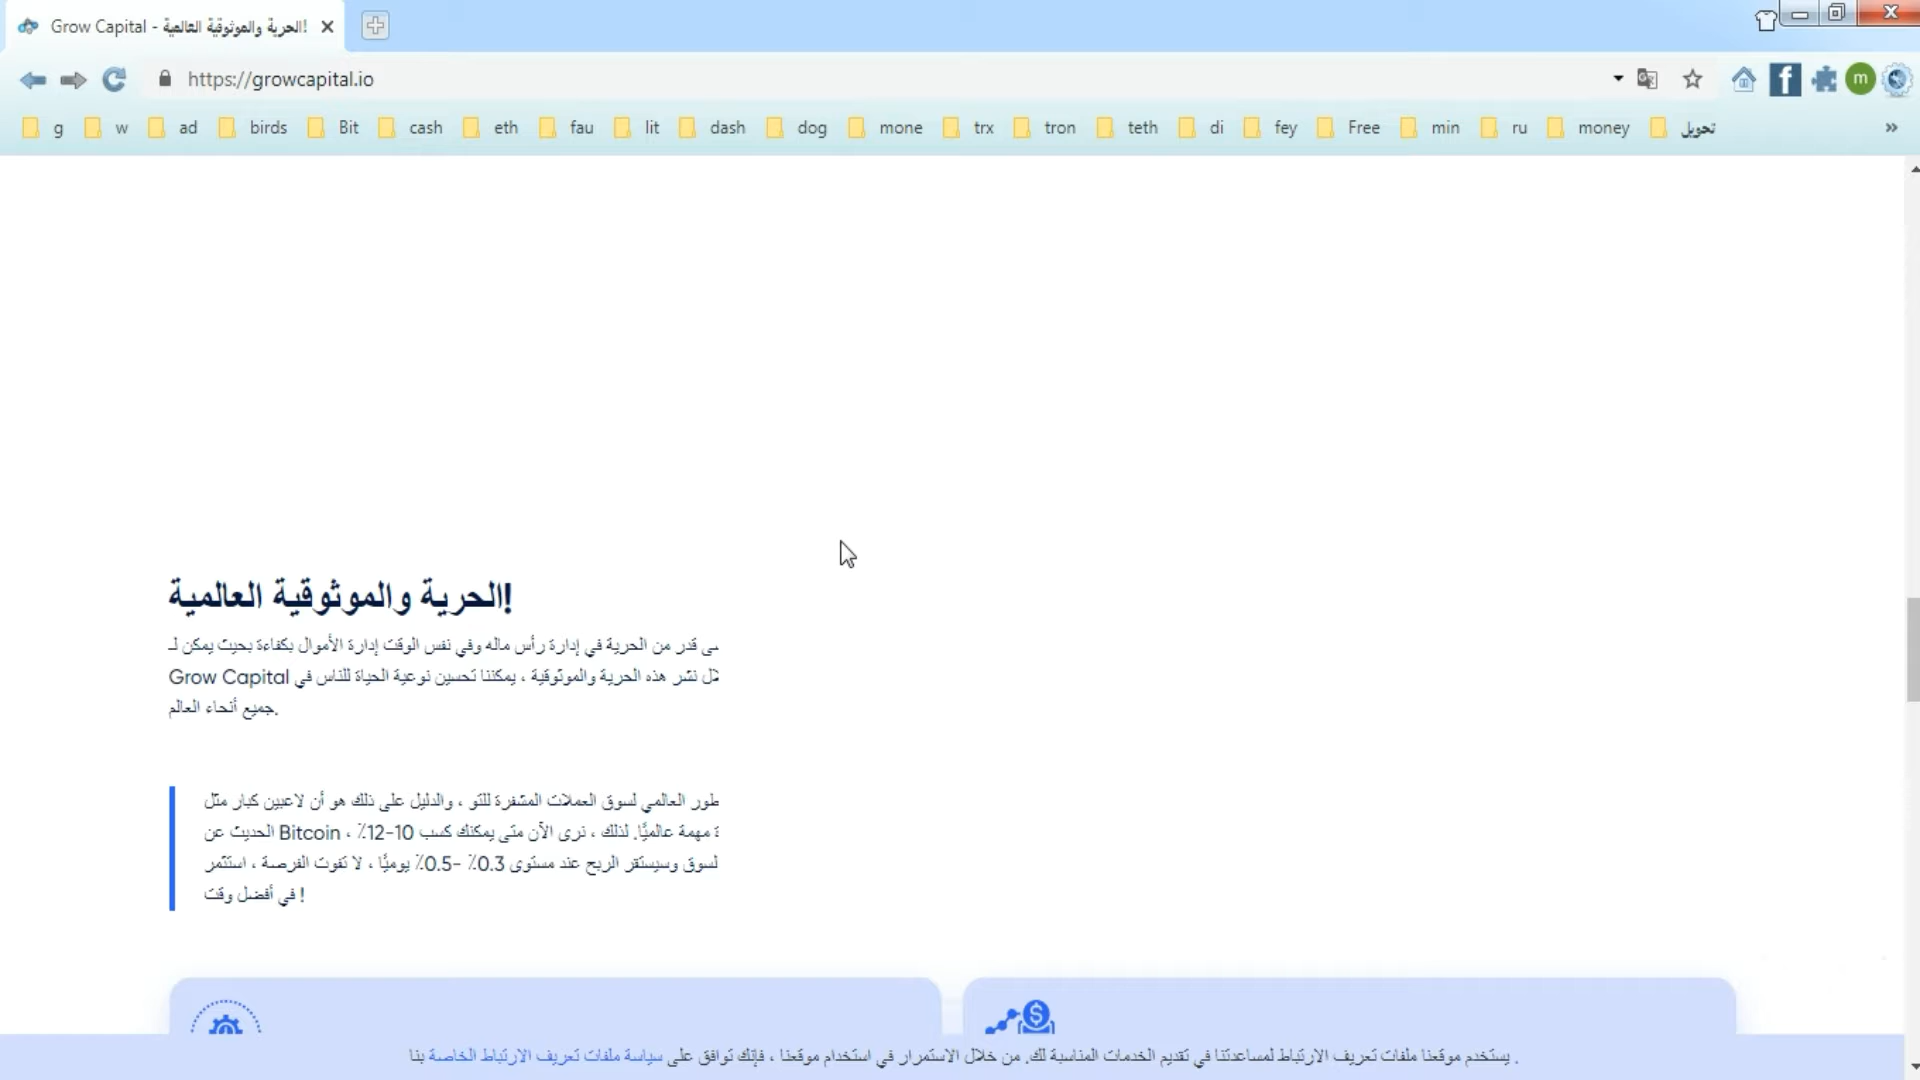 Grow Capital - الحرية والموثوقية العالمية!
https://growcapital.io
m
g w ad birds Bit cash eth fau lit dash dog mone trx tron teth di fey Free min ru money تحويل »
الحرية والموثوقية العالمية!
قدر من الحرية في إدارة رأس ماله وفي نفس الوقت إدارة الأموال بكفاءة بحيث يمكن لـ
Grow Capital نشر هذه الحرية والموثوقية ، يمكننا تحسين نوعية الحياة للناس في
جميع أنحاء العالم.
العالمي لسوق العملات المشفرة للتو ، والدليل على ذلك هو أن لاعبين كبار مثل
مهمة عالميًا. لذلك ، نرى الآن متى يمكنك كسب 10-12٪ ، Bitcoin الحديث عن
وسيستقر الربح عند مستوى 0.3٪ -0.5٪ يوميًا ، لا تفوت الفرصة ، استثمر
في أفضل وقت !
يستخدم موقعنا ملفات تعريف الارتباط لمساعدتنا في تقديم الخدمات المناسبة لك. من خلال الاستمرار في استخدام موقعنا ، فإنك توافق على سياسة ملفات تعريف الارتباط الخاصة بنا .